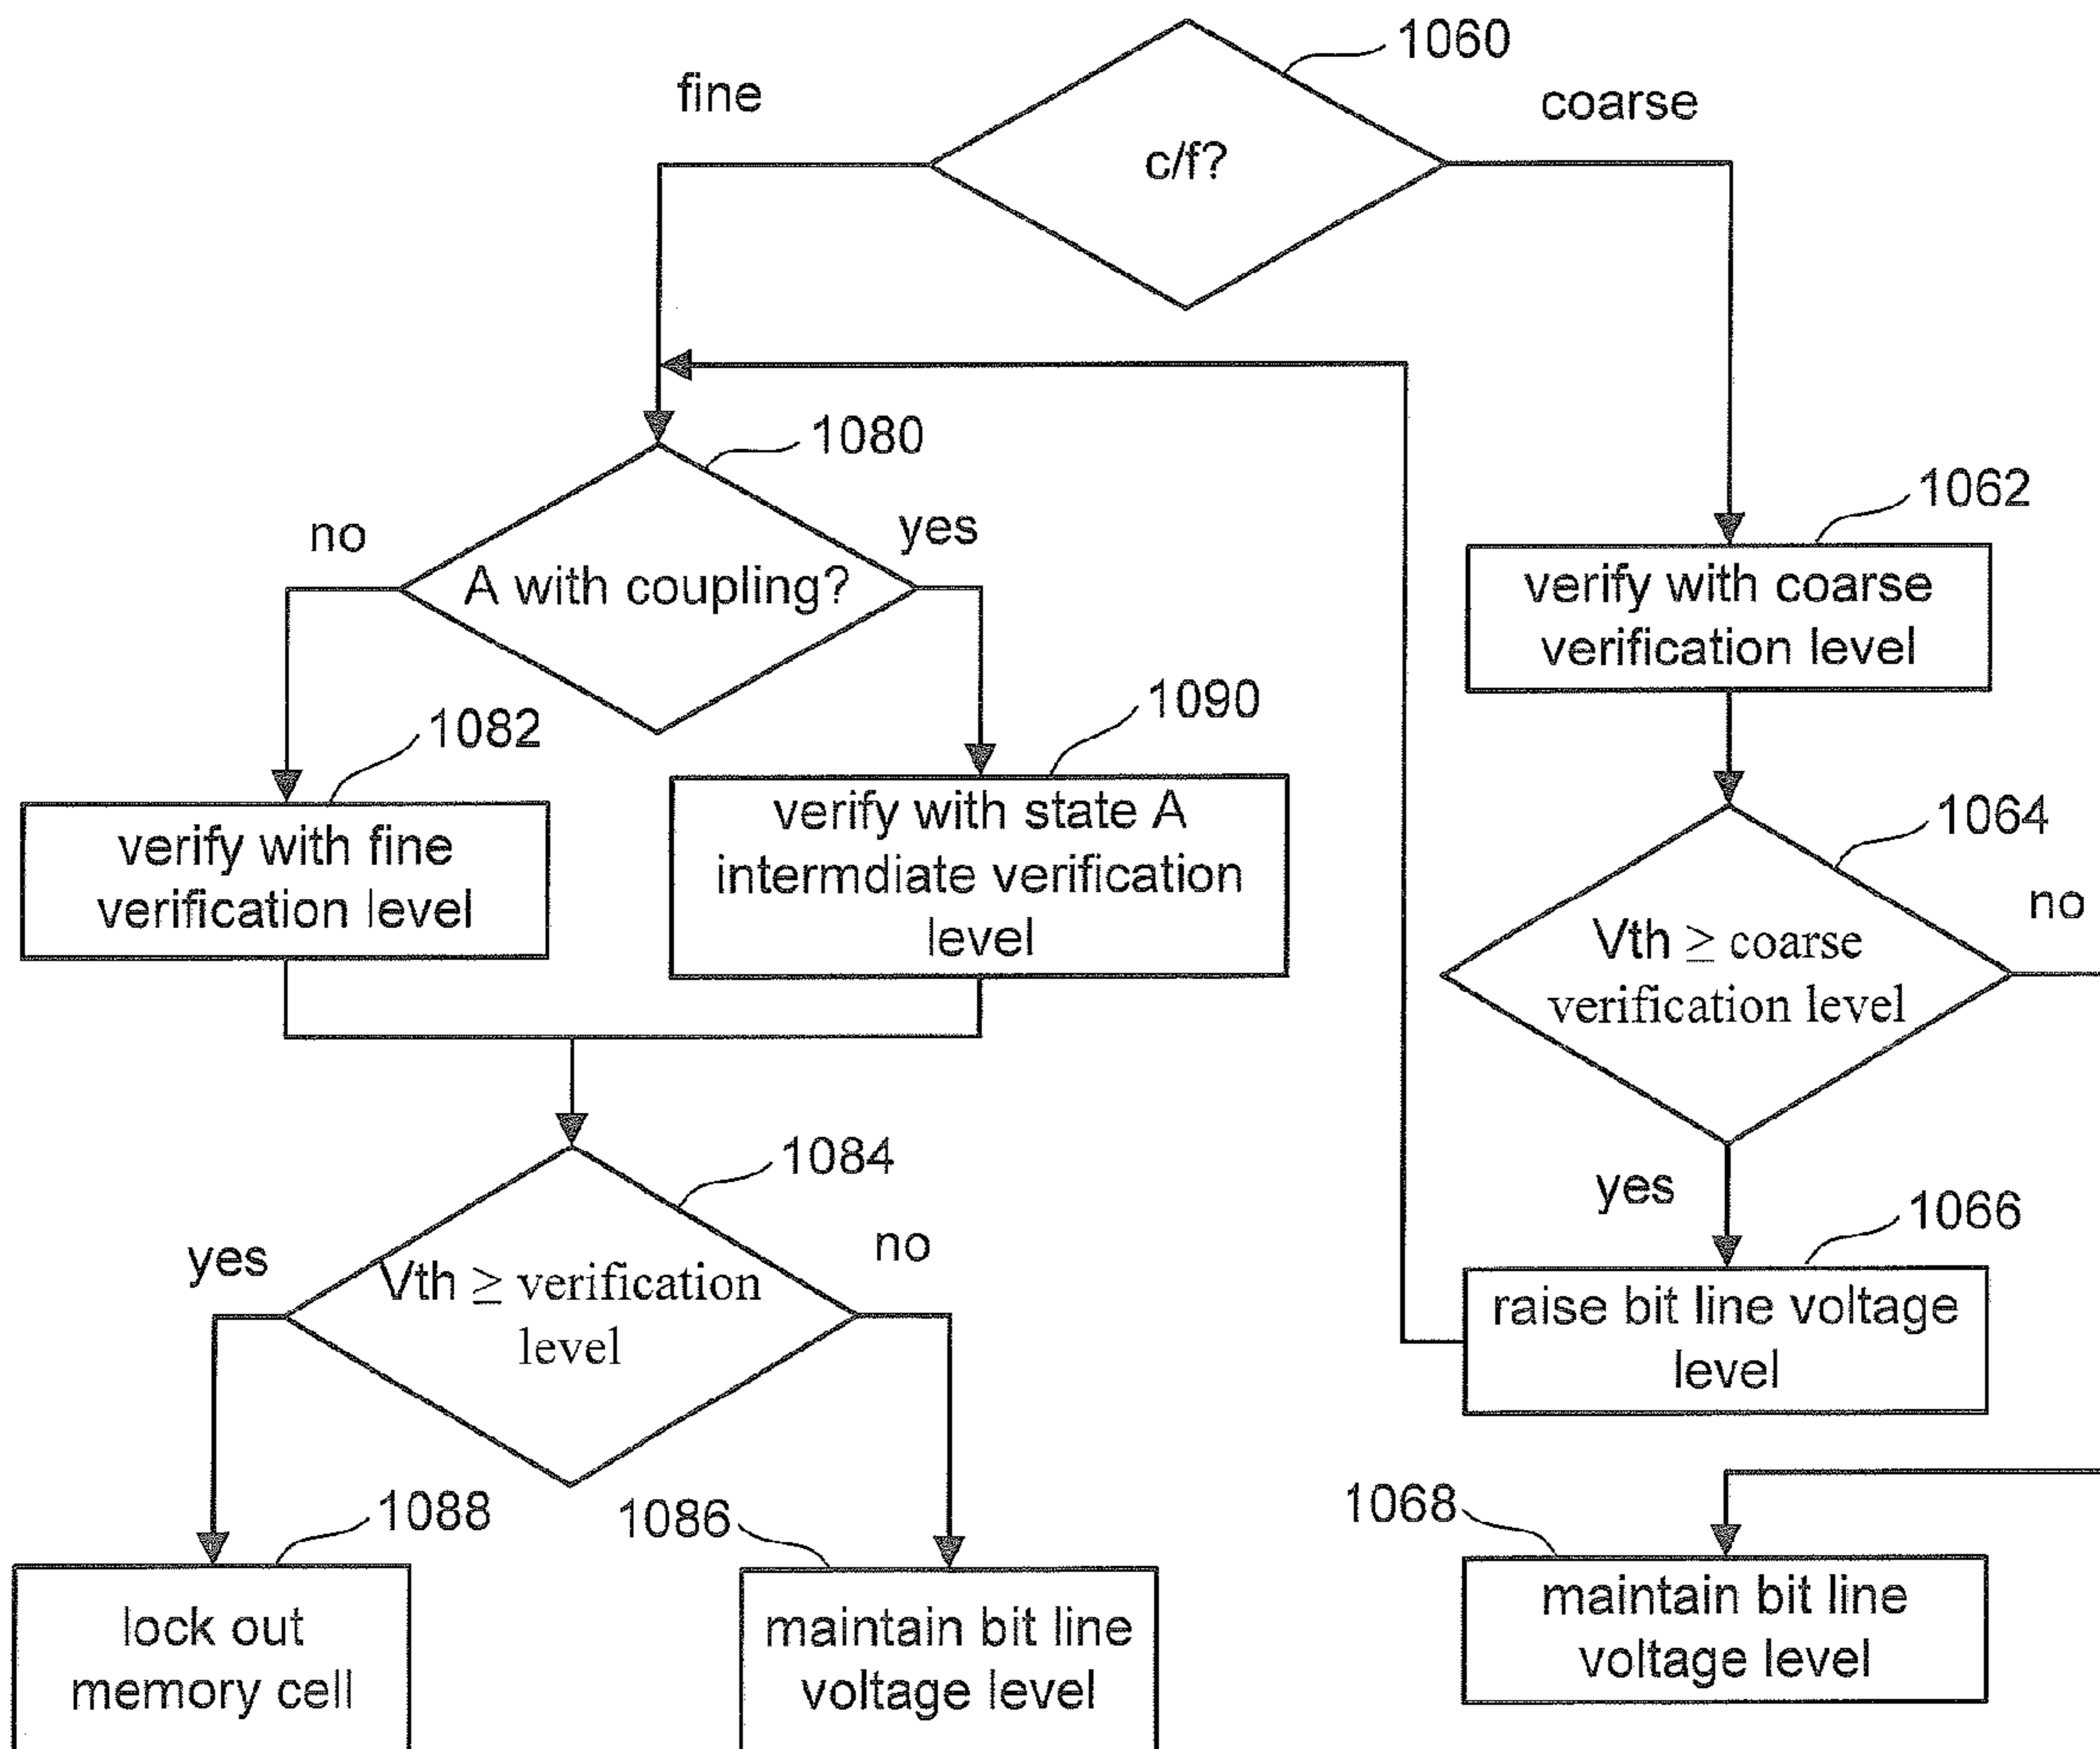 1060
fine
coarse
c/f?
1080
1062
no
yes
A with coupling?
verify with coarse
verification level
1082
1090
verify with fine
verification level
verify with state A
intermdiate verification
level
1064
no
Vth ≥ coarse
verification level
1084
yes
1066
yes
no
Vth ≥ verification
level
raise bit line voltage
level
1088
1086
1068
lock out
memory cell
maintain bit line
voltage level
maintain bit line
voltage level